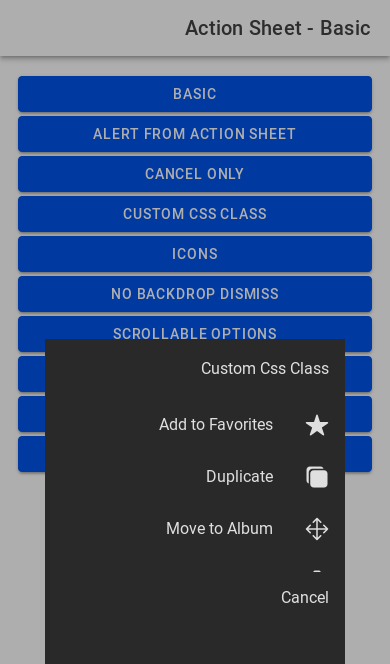 Action Sheet - Basic
BASIC
ALERT FROM ACTION SHEET
CANCEL ONLY
CUSTOM CSS CLASS
ICONS
NO BACKDROP DISMISS
SCROLLABLE OPTIONS
Custom Css Class
Add to Favorites
Duplicate
Move to Album
Cancel